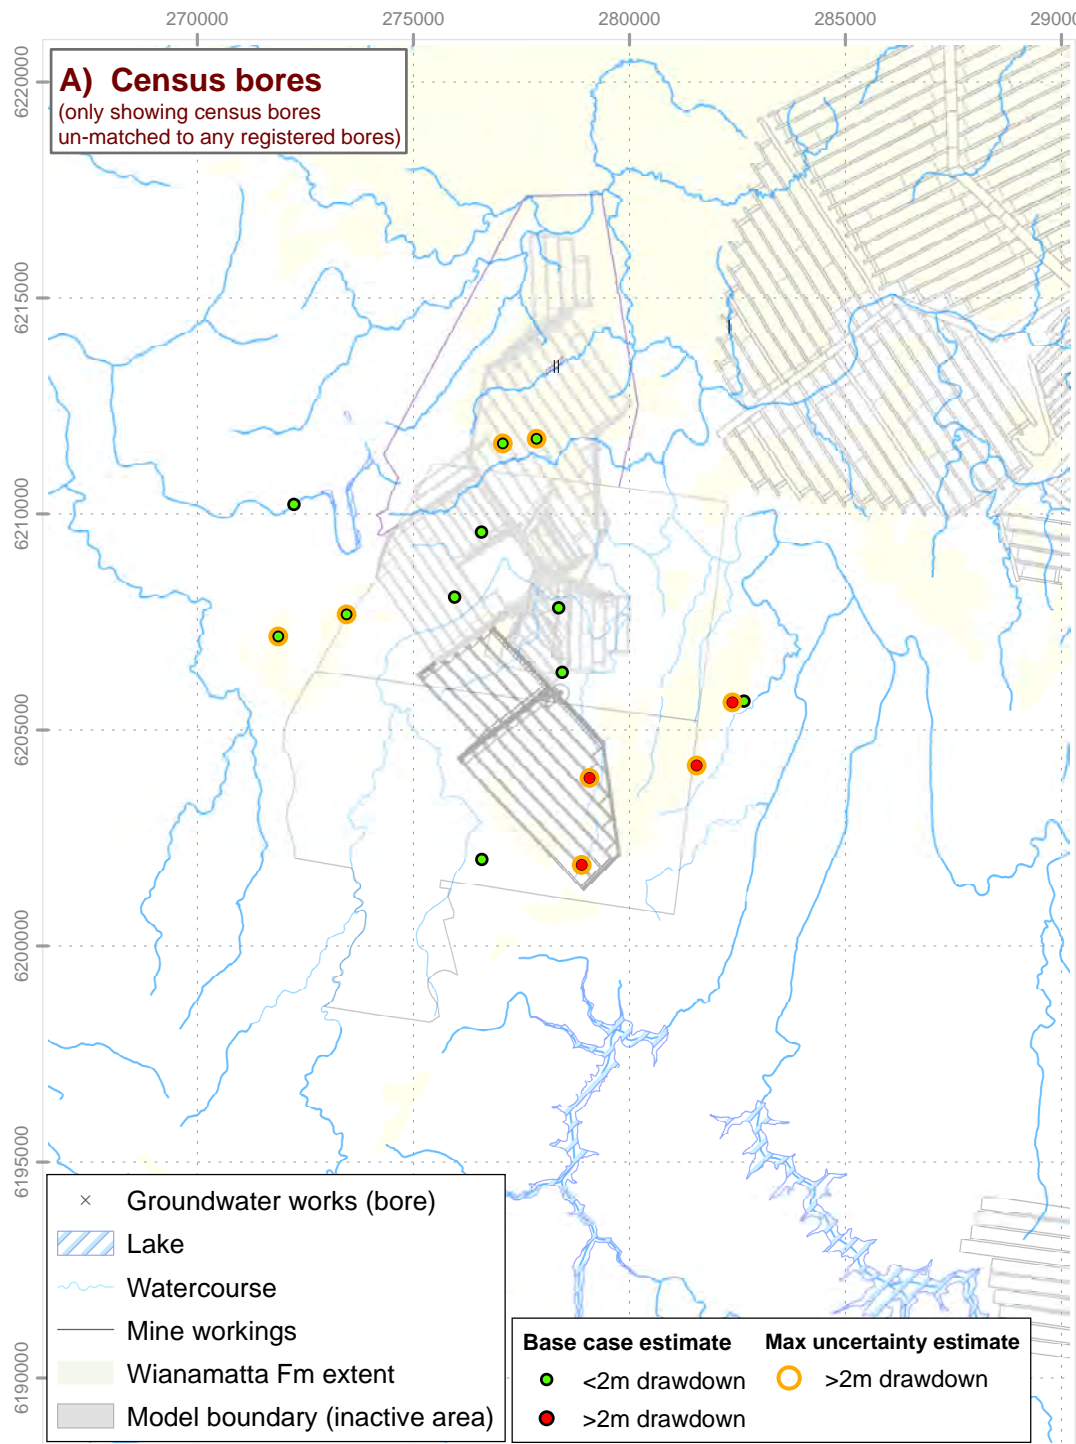 270000 275000 280000 285000 29000
A) Census bores
(only showing census bores
un-matched to any registered bores)
6220000
6215000
6210000
6205000
6200000
6195000
6190000
Groundwater works (bore)
Lake
Watercourse
Mine workings
Wianamatta Fm extent
Model boundary (inactive area)
Base case estimate Max uncertainty estimate
<2m drawdown >2m drawdown
>2m drawdown